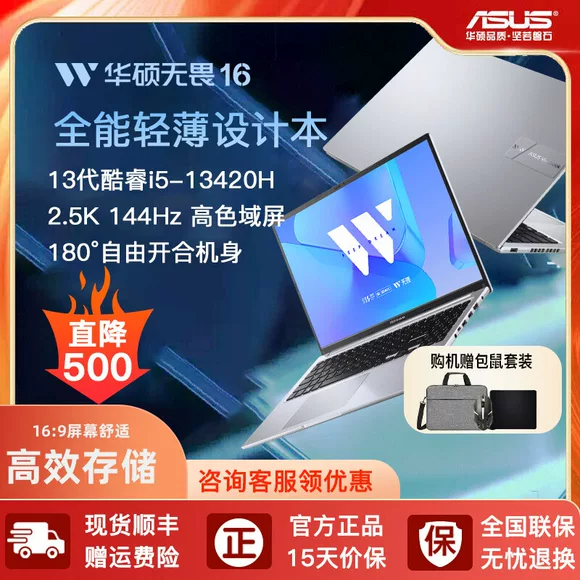 ASUS
华硕品质·坚若磐石
W 华硕无畏16
全能轻薄设计本
13代酷睿i5-13420H
2.5K 144Hz 高色域屏
180°自由开合机身
W
W无畏
直降
500
购机赠包鼠套装
16:9屏幕舒适
高效存储
咨询客服领优惠
现货顺丰
赠运费险
正
官方正品
15天价保
保
全国联保
无忧退换